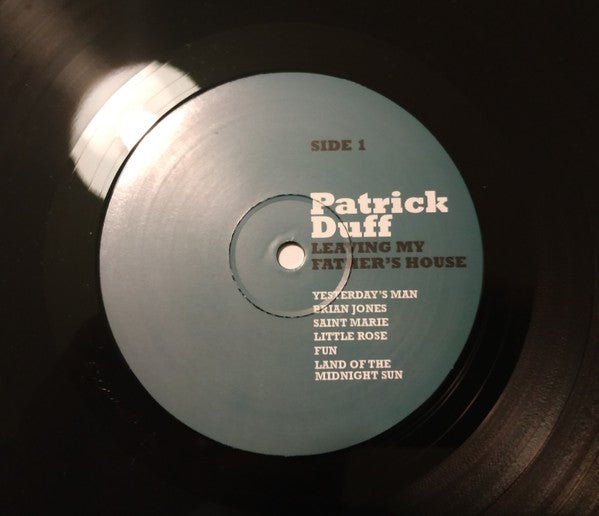 SIDE 1
Patrick
Duff
LEAVING MY
FATHER'S HOUSE
YESTERDAY'S MAN
BRIAN JONES
SAINT MARIE
LITTLE ROSE
FUN
LAND OF THE
MIDNIGHT SUN